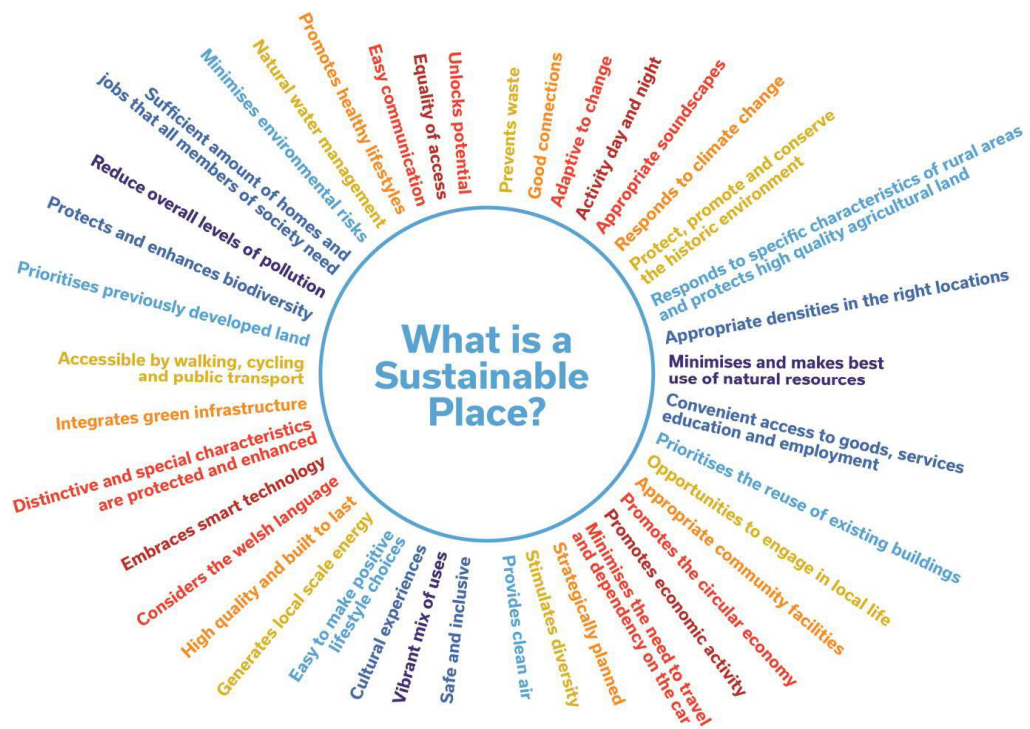 What is a
Sustainable
Place?
Prevents waste
Good connections
Adaptive to change
Activity day and night
Appropriate soundscapes
Responds to climate change
Protect, promote and conserve
the historic environment
Responds to specific characteristics of rural areas
and protects high quality agricultural land
Appropriate densities in the right locations
Minimises and makes best
use of natural resources
Convenient access to goods, services
education and employment
Prioritises the reuse of existing buildings
Opportunities to engage in local life
Appropriate community facilities
Promotes the circular economy
Promotes economic activity
Minimises the need to travel
and dependency on the car
Strategically planned
Stimulates diversity
Provides clean air
Safe and inclusive
Vibrant mix of uses
Cultural experiences
Easy to make positive
lifestyle choices
Generates local scale energy
High quality and built to last
Considers the welsh language
Embraces smart technology
Distinctive and special characteristics
are protected and enhanced
Integrates green infrastructure
Accessible by walking, cycling
and public transport
Prioritises previously developed land
Protects and enhances biodiversity
Reduce overall levels of pollution
Sufficient amount of homes and
jobs that all members of society need
Minimises environmental risks
Natural water management
Promotes healthy lifestyles
Easy communication
Equality of access
Unlocks potential